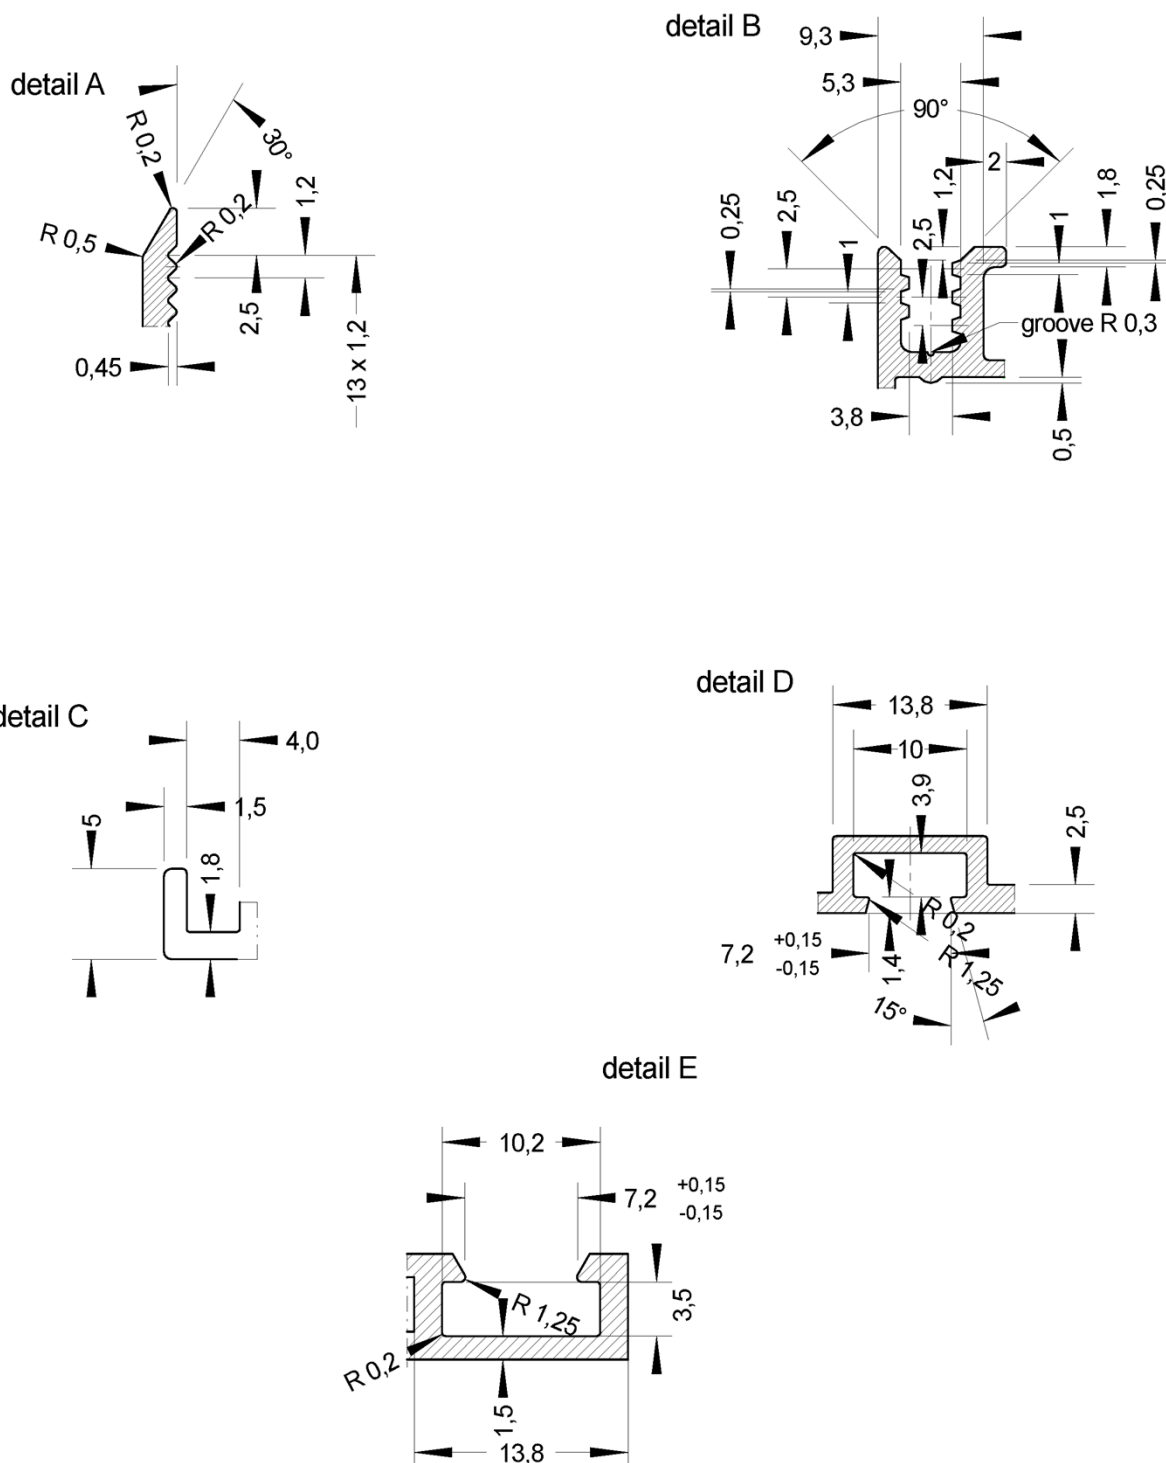 detail A
R 0,2
30°
R 0,5
R 0,2
1,2
2,5
13 x 1,2
0,45
detail B
9,3
5,3
90°
2
0,25
2,5
1
1,2
2,5
1
1,8
0,25
groove R 0,3
3,8
0,5
detail C
4,0
1,5
5
1,8
detail D
13,8
10
3,9
2,5
R 0,2
7,2 +0,15
-0,15
1,4
R 1,25
15°
detail E
10,2
7,2 +0,15
-0,15
R 1,25
3,5
R 0,2
1,5
13,8